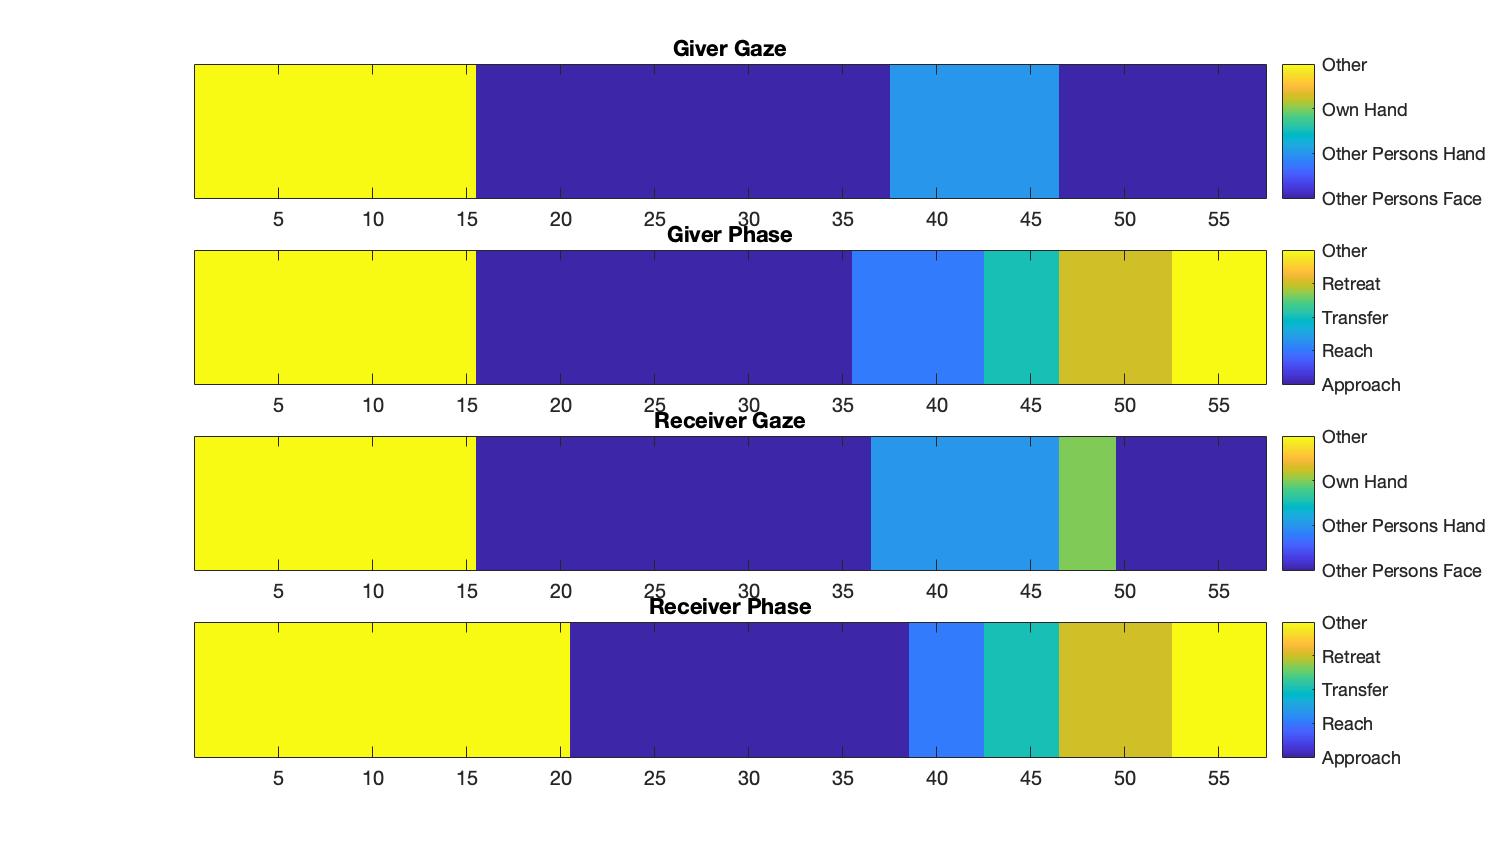 Giver Gaze
Other
Own Hand
Other Persons Hand
Other Persons Face
5 10 15 20 25 30 35 40 45 50 55
Giver Phase
Other
Retreat
Transfer
Reach
Approach
5 10 15 20 25 30 35 40 45 50 55
Receiver Gaze
Other
Own Hand
Other Persons Hand
Other Persons Face
5 10 15 20 25 30 35 40 45 50 55
Receiver Phase
Other
Retreat
Transfer
Reach
Approach
5 10 15 20 25 30 35 40 45 50 55